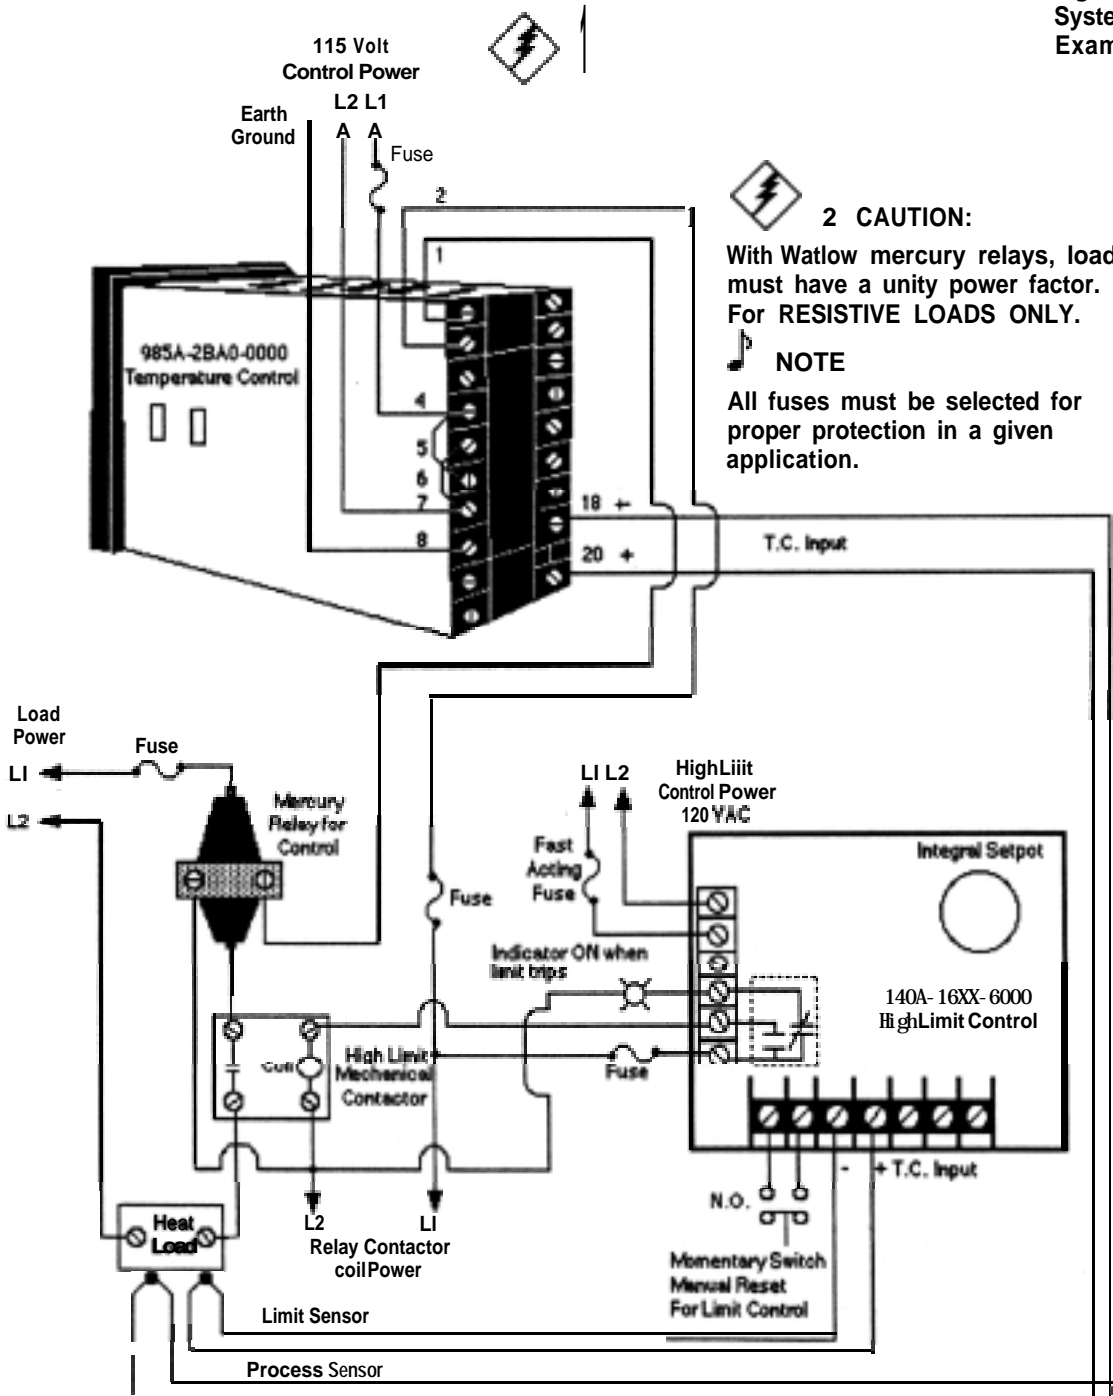 Syste
Exam
115 Volt
Control Power
L2 L1
A A
Earth
Ground
Fuse
2
1
2 CAUTION:
With Watlow mercury relays, load
must have a unity power factor.
For RESISTIVE LOADS ONLY.
NOTE
All fuses must be selected for
proper protection in a given
application.
985A-2BA0-0000
Temperature Control
4
5
6
7
8
18 +-
20 +
T.C. Input
Load
Power
Fuse
LI
L2
Mercury
Relay for
Control
Fuse
LI L2
HighLiiit
Control Power
120 VAC
Fast
Acting
Fuse
Integral Setpot
Indicator ON when
limit trips
140A-16XX-6000
HighLimit Control
Coil
High Limit
Mechanical
Contactor
Fuse
- + T.C. Input
N.O.
Momentary Switch
Manual Reset
For Limit Control
Heat
Load
L2 LI
Relay Contactor
coilPower
Limit Sensor
Process Sensor